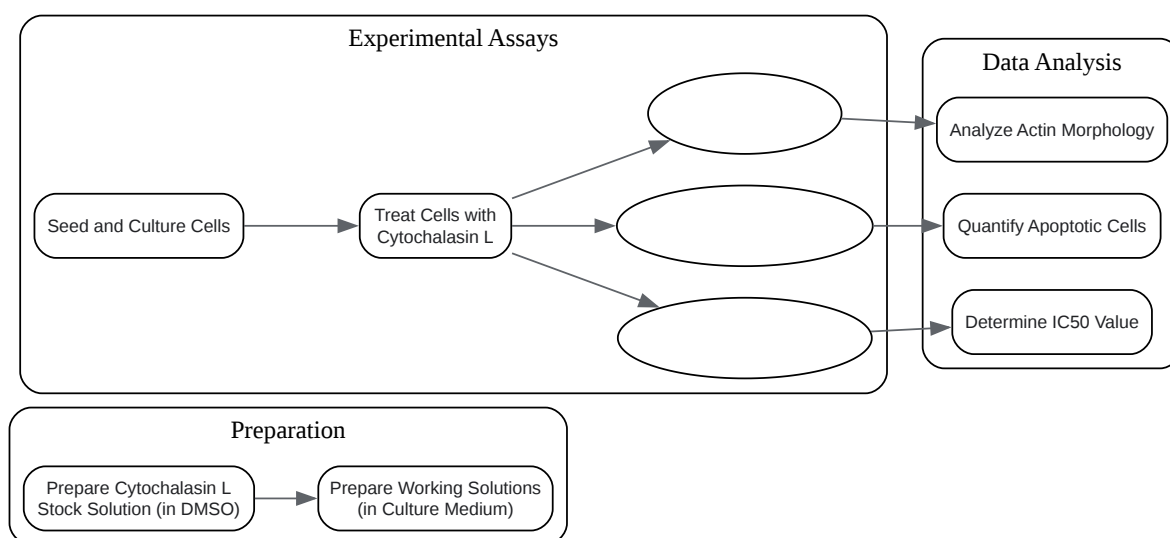 Experimental Assays
Seed and Culture Cells
Treat Cells with
Cytochalasin L
Data Analysis
Analyze Actin Morphology
Quantify Apoptotic Cells
Determine IC50 Value
Preparation
Prepare Cytochalasin L
Stock Solution (in DMSO)
Prepare Working Solutions
(in Culture Medium)